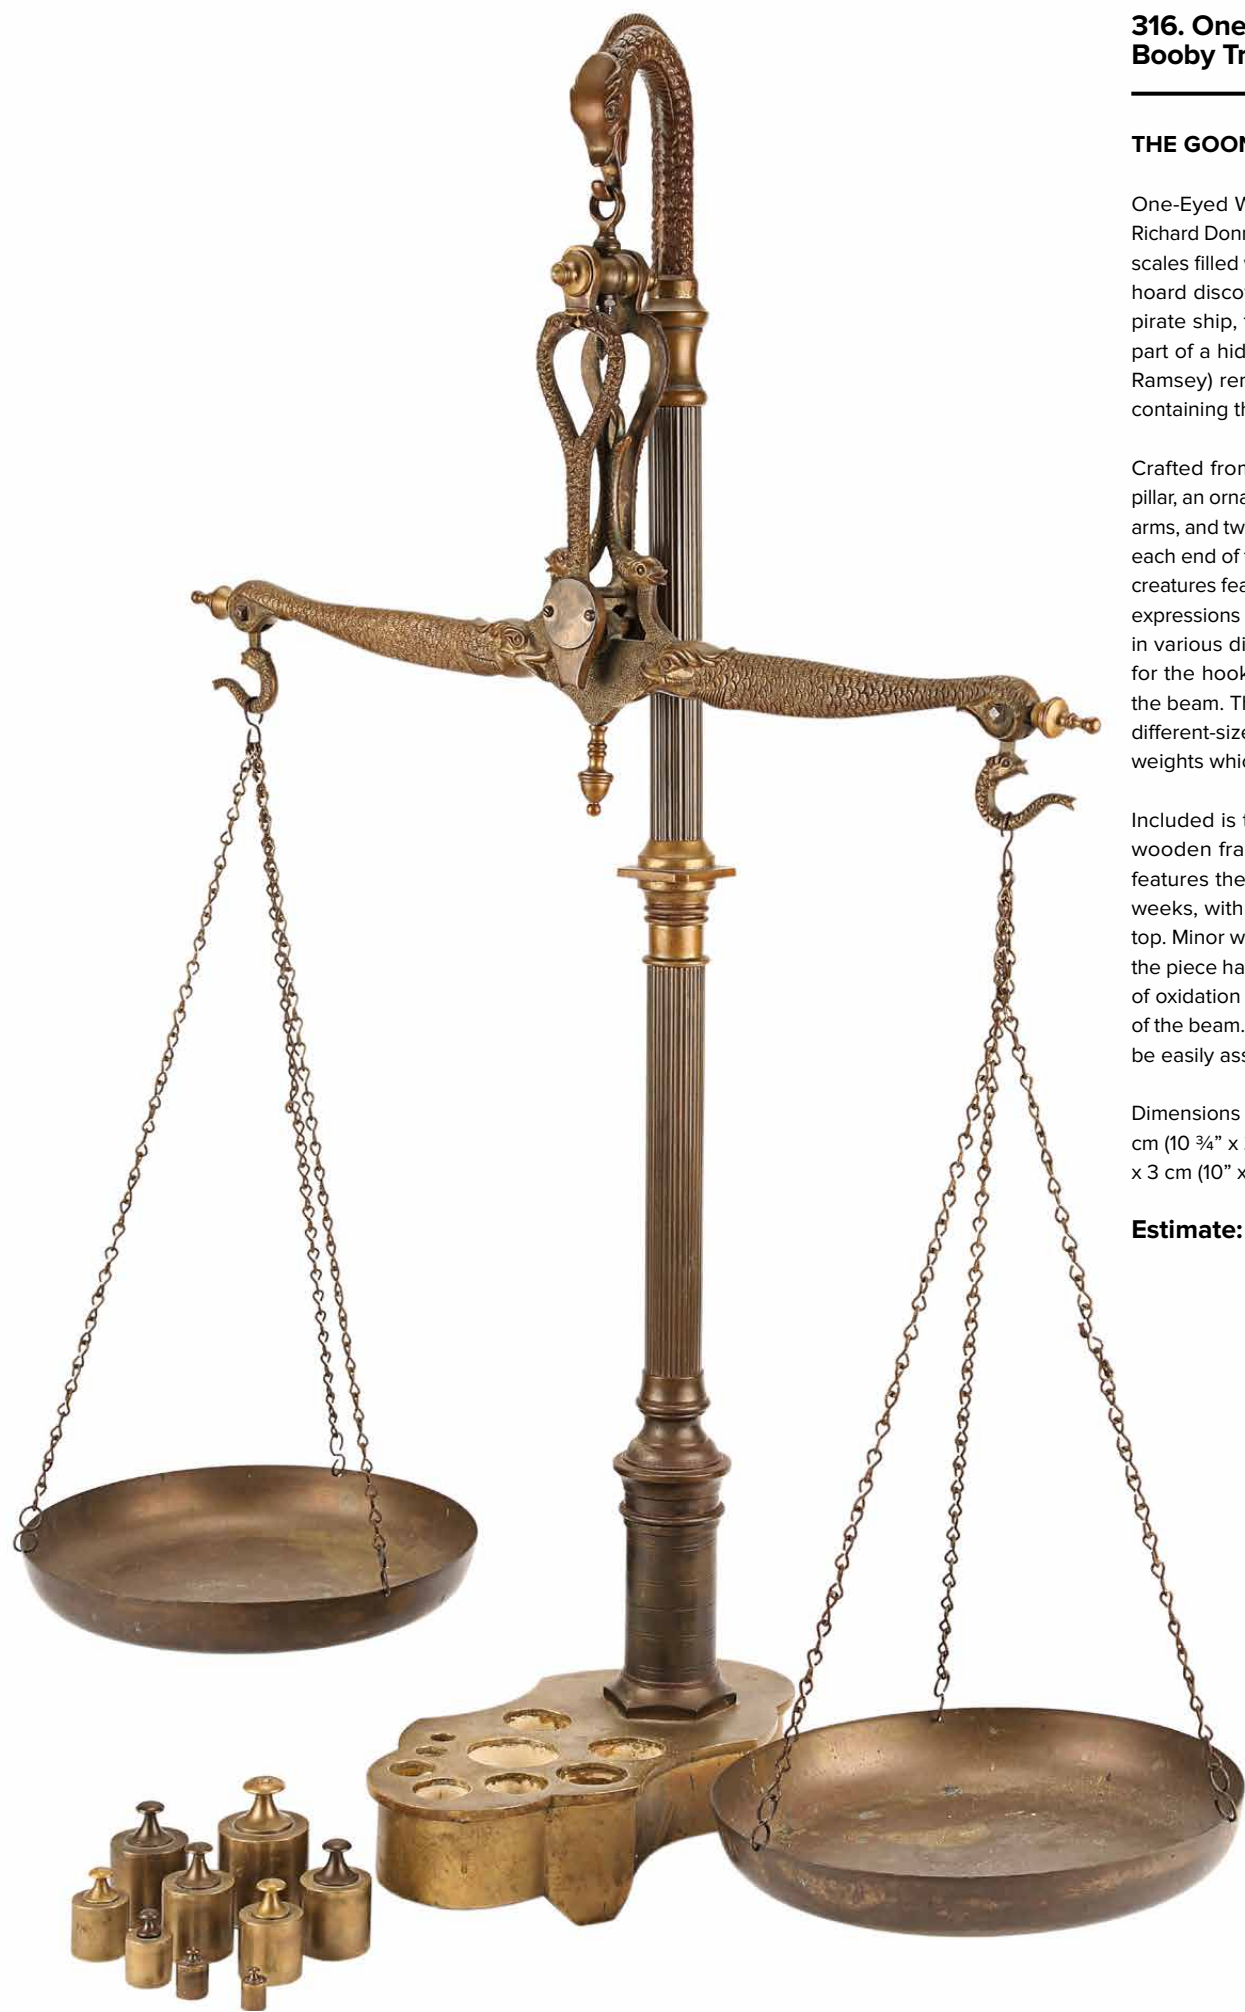 316. One
Booby Tr
THE GOON
One-Eyed W
Richard Donn
scales filled
hoard disco
pirate ship,
part of a hid
Ramsey) rem
containing th
Crafted from
pillar, an orna
arms, and tw
each end of
creatures fea
expressions
in various di
for the hook
the beam. Th
different-size
weights whic
Included is t
wooden fra
features the
weeks, with
top. Minor w
the piece ha
of oxidation
of the beam.
be easily ass
Dimensions
cm (10 ¾” x
x 3 cm (10” x
Estimate: